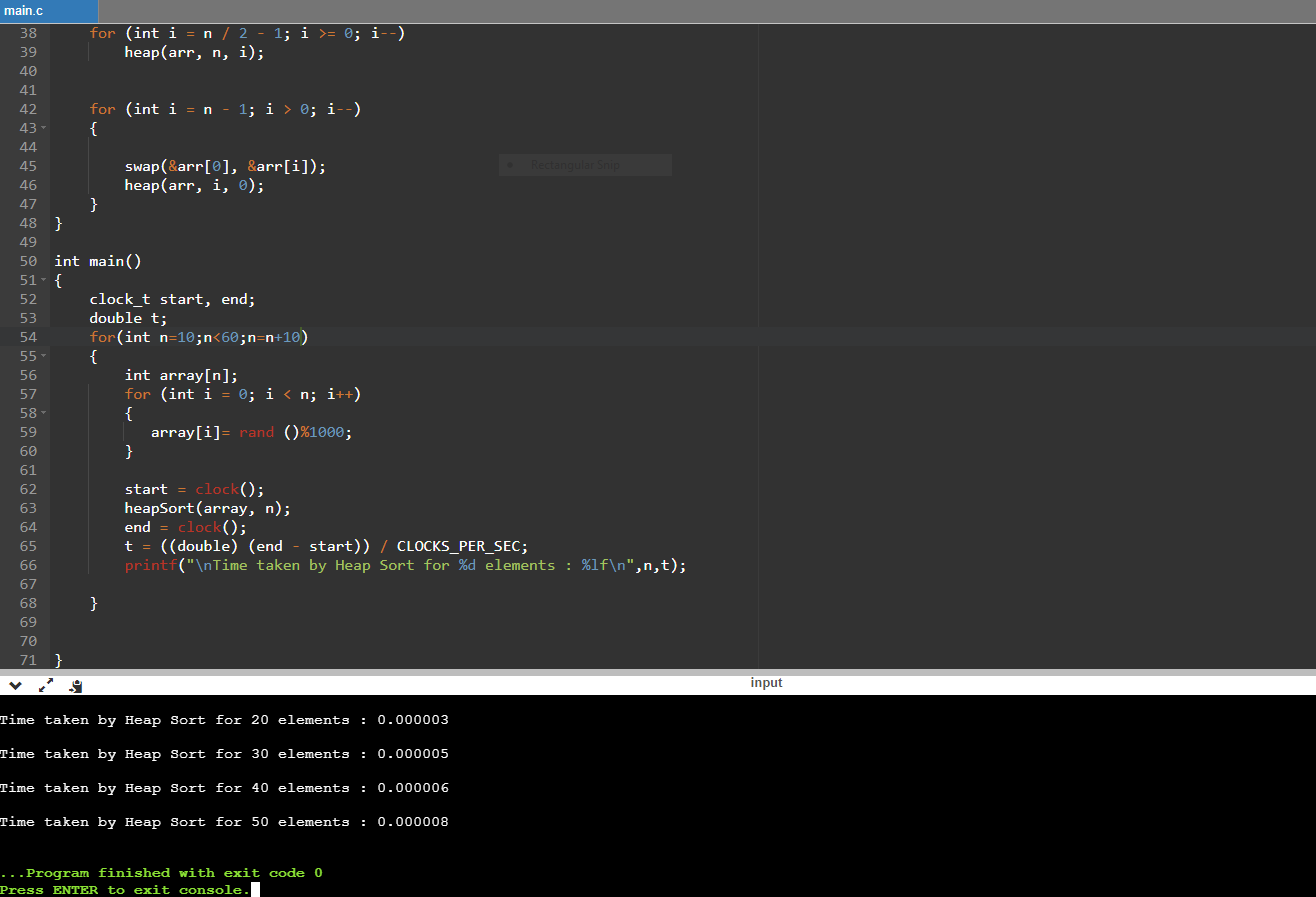 main.c
38 for (int i = n / 2 - 1; i >= 0; i--)
39 heap(arr, n, i);
40
41
42 for (int i = n - 1; i > 0; i--)
43 {
44
45 swap(&arr[0], &arr[i]);
46 heap(arr, i, 0);
47 }
48 }
49
50 int main()
51 {
52 clock_t start, end;
53 double t;
54 for(int n=10;n<60;n=n+10)
55 {
56 int array[n];
57 for (int i = 0; i < n; i++)
58 {
59 array[i]= rand ()%1000;
60 }
61
62 start = clock();
63 heapSort(array, n);
64 end = clock();
65 t = ((double) (end - start)) / CLOCKS_PER_SEC;
66 printf("\nTime taken by Heap Sort for %d elements : %lf\n",n,t);
67
68 }
69
70
71 }
Rectangular Snip
input
Time taken by Heap Sort for 20 elements : 0.000003
Time taken by Heap Sort for 30 elements : 0.000005
Time taken by Heap Sort for 40 elements : 0.000006
Time taken by Heap Sort for 50 elements : 0.000008
...Program finished with exit code 0
Press ENTER to exit console.